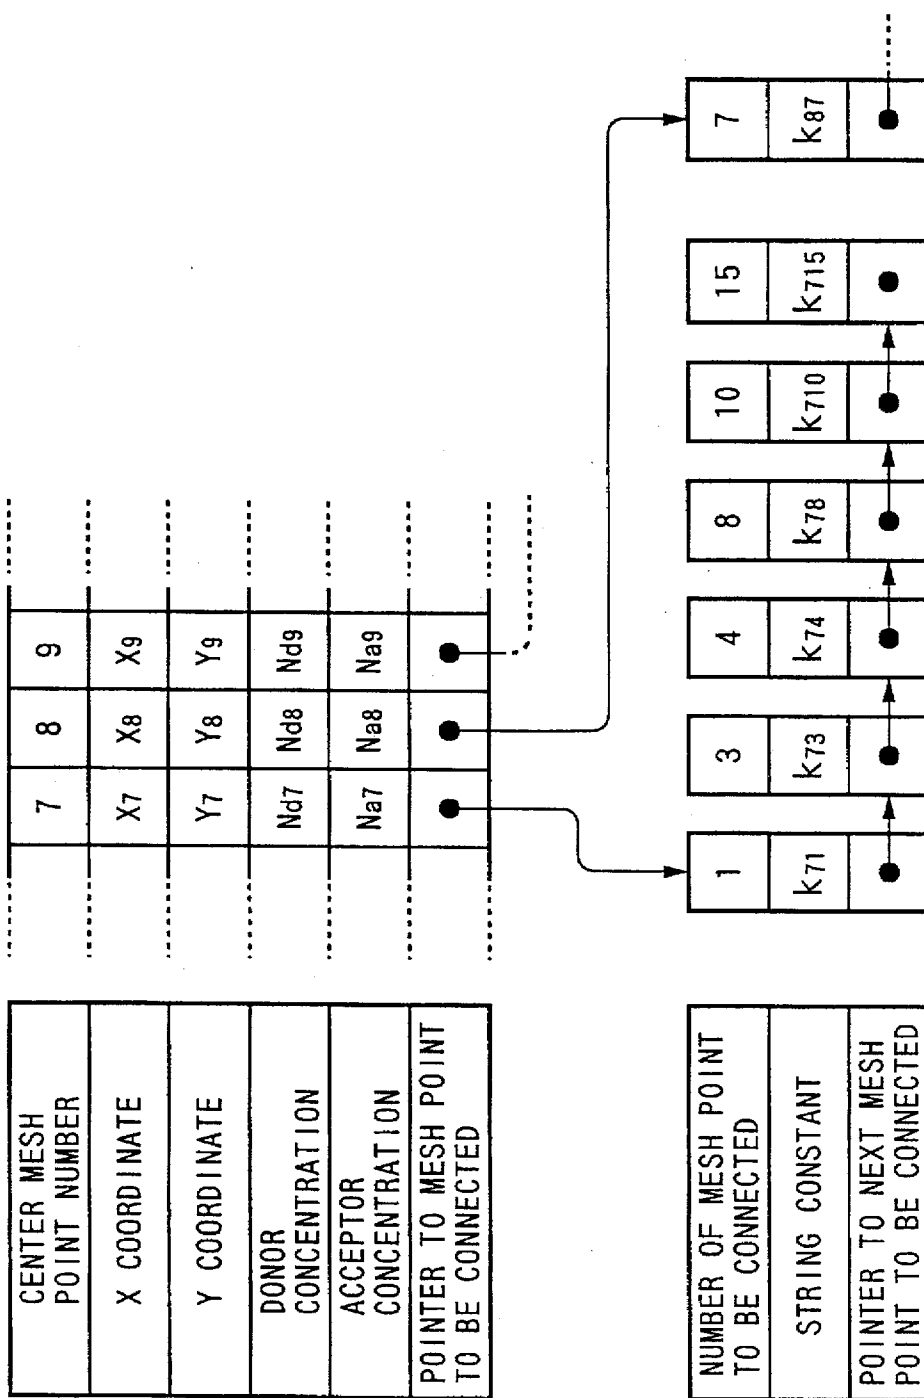 CENTER MESH
POINT NUMBER
7 8 9
X COORDINATE
X7 X8 X9
Y COORDINATE
Y7 Y8 Y9
DONOR
CONCENTRATION
Nd7 Nd8 Nd9
ACCEPTOR
CONCENTRATION
Na7 Na8 Na9
POINTER TO MESH POINT
TO BE CONNECTED
NUMBER OF MESH POINT
TO BE CONNECTED
1 3 4 8 10 15 7
STRING CONSTANT
k71 k73 k74 k78 k710 k715 k87
POINTER TO NEXT MESH
POINT TO BE CONNECTED